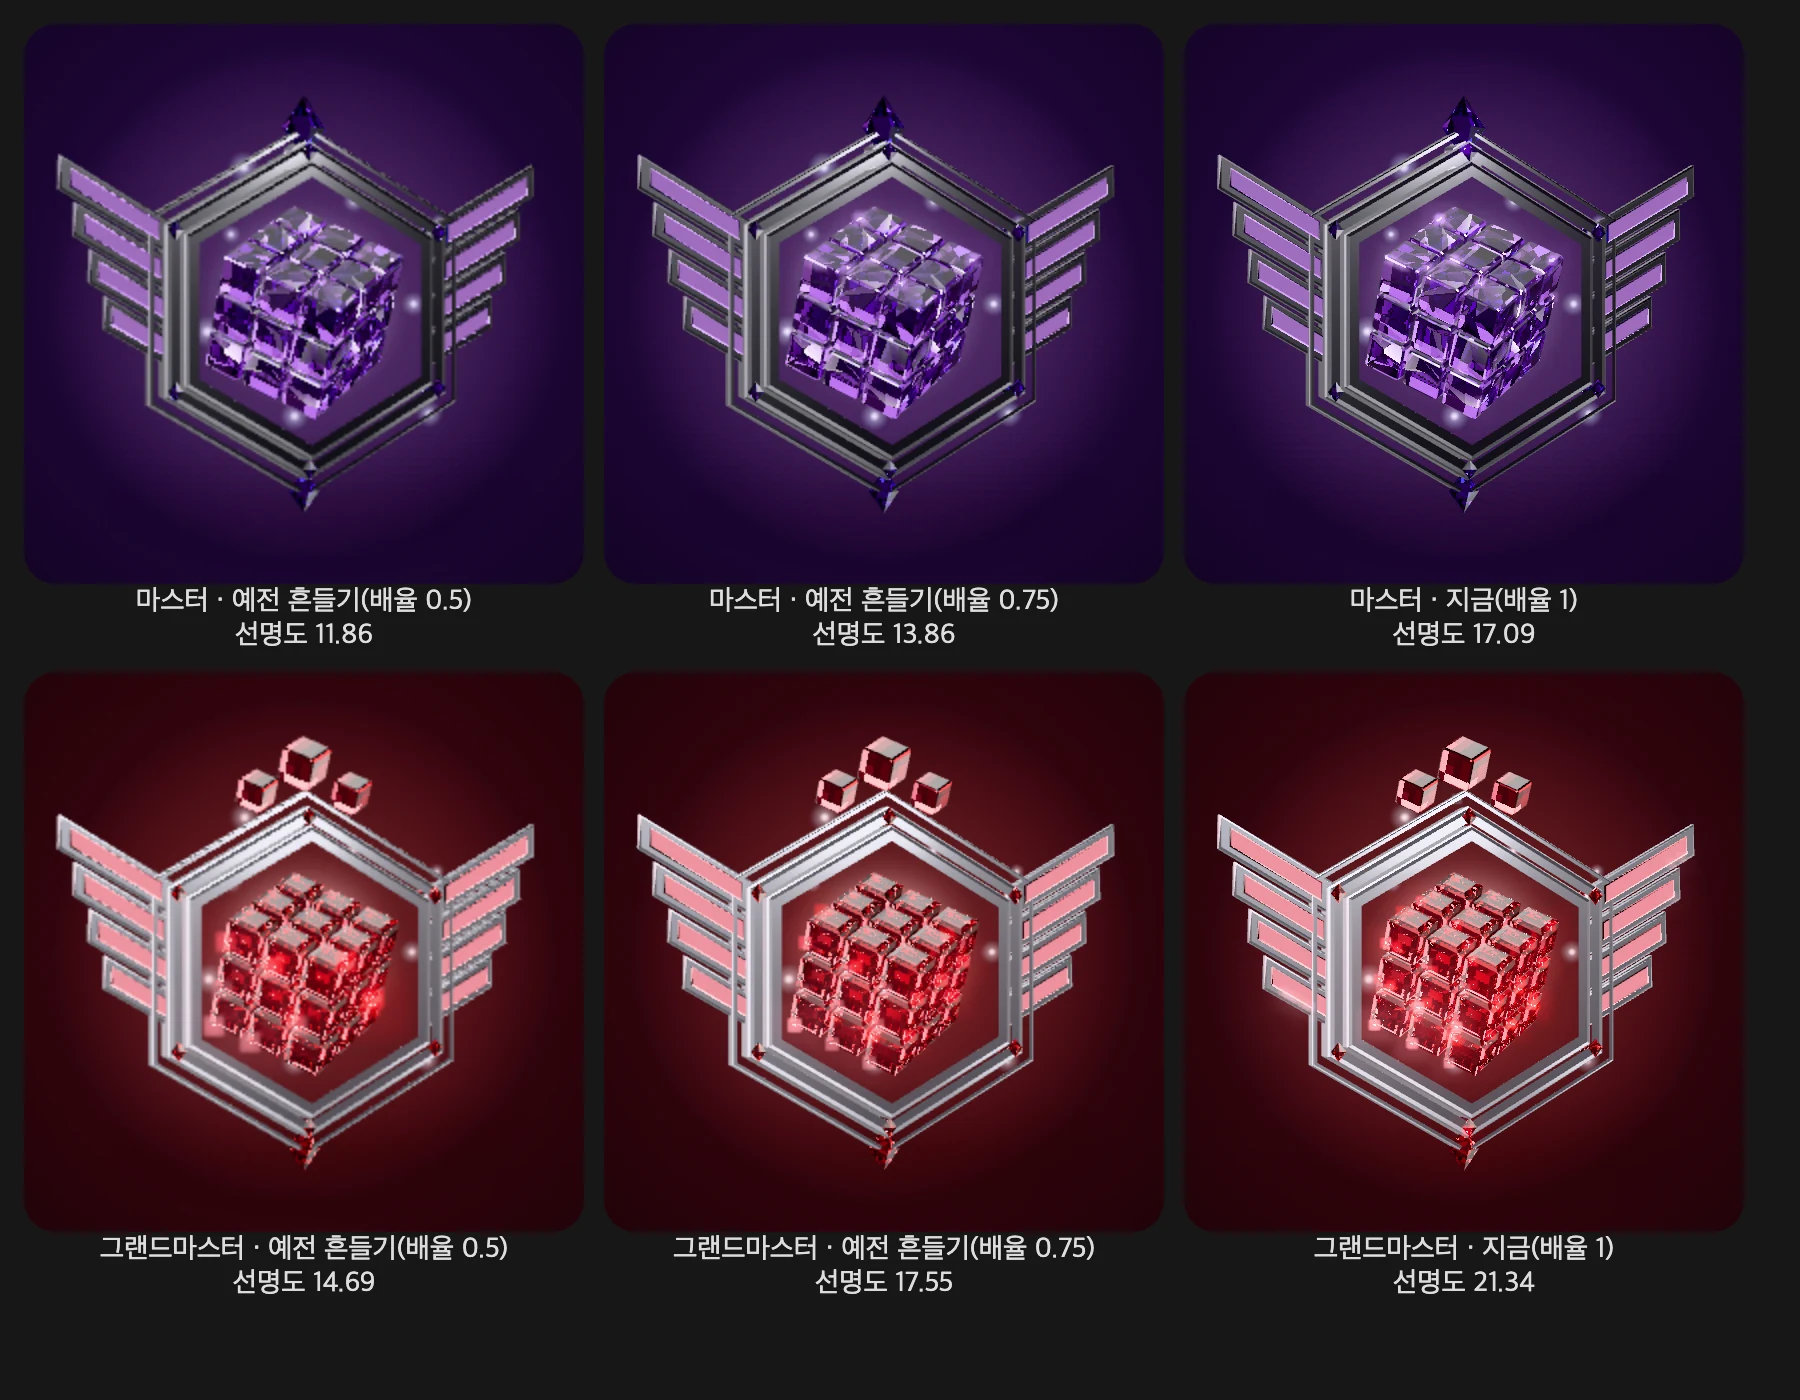 마스터 · 예전 흔들기(배율 0.5)
선명도 11.86
마스터 · 예전 흔들기(배율 0.75)
선명도 13.86
마스터 · 지금(배율 1)
선명도 17.09
그랜드마스터 · 예전 흔들기(배율 0.5)
선명도 14.69
그랜드마스터 · 예전 흔들기(배율 0.75)
선명도 17.55
그랜드마스터 · 지금(배율 1)
선명도 21.34